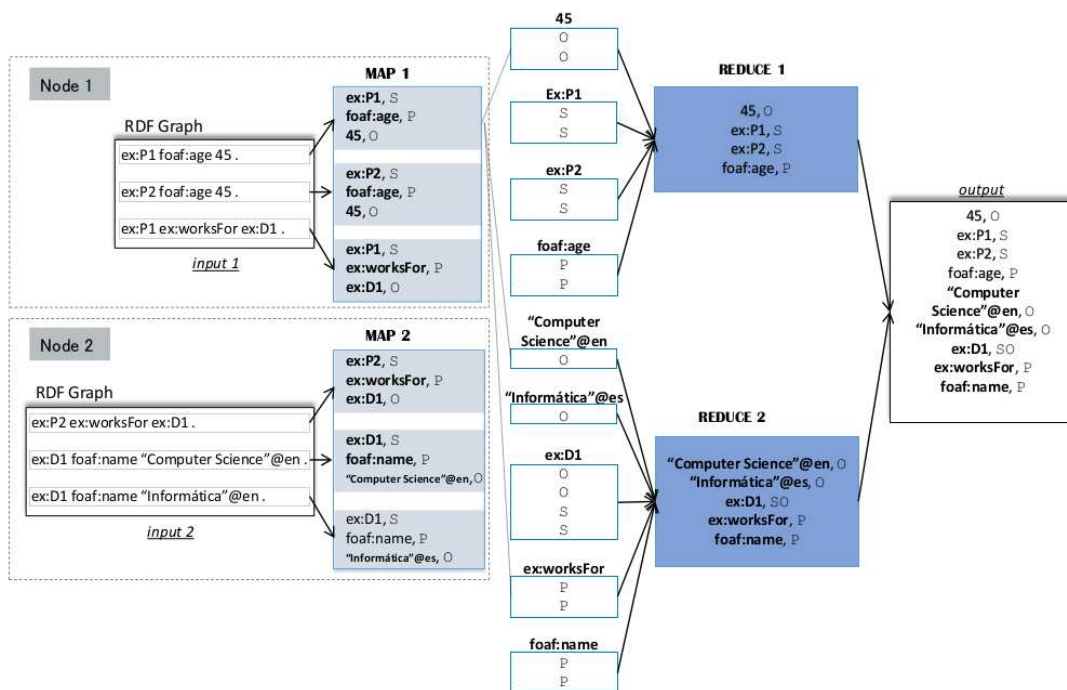 Node 1
RDF Graph
ex:P1 foaf:age 45 .
ex:P2 foaf:age 45 .
ex:P1 ex:worksFor ex:D1 .
input 1
MAP 1
ex:P1, S
foaf:age, P
45, O
ex:P2, S
foaf:age, P
45, O
ex:P1, S
ex:worksFor, P
ex:D1, O
Node 2
RDF Graph
ex:P2 ex:worksFor ex:D1 .
ex:D1 foaf:name “Computer Science”@en .
ex:D1 foaf:name “Informática”@en .
input 2
MAP 2
ex:P2, S
ex:worksFor, P
ex:D1, O
ex:D1, S
foaf:name, P
“Computer Science”@en, O
ex:D1, S
foaf:name, P
“Informática”@es, O
45
O
O
Ex:P1
S
S
ex:P2
S
S
foaf:age
P
P
“Computer
Science”@en
O
“Informática”@es
O
ex:D1
O
O
S
S
ex:worksFor
P
P
foaf:name
P
P
REDUCE 1
45, O
ex:P1, S
ex:P2, S
foaf:age, P
REDUCE 2
“Computer Science”@en, O
“Informática”@es, O
ex:D1, SO
ex:worksFor, P
foaf:name, P
output
45, O
ex:P1, S
ex:P2, S
foaf:age, P
“Computer
Science”@en, O
“Informática”@es, O
ex:D1, SO
ex:worksFor, P
foaf:name, P